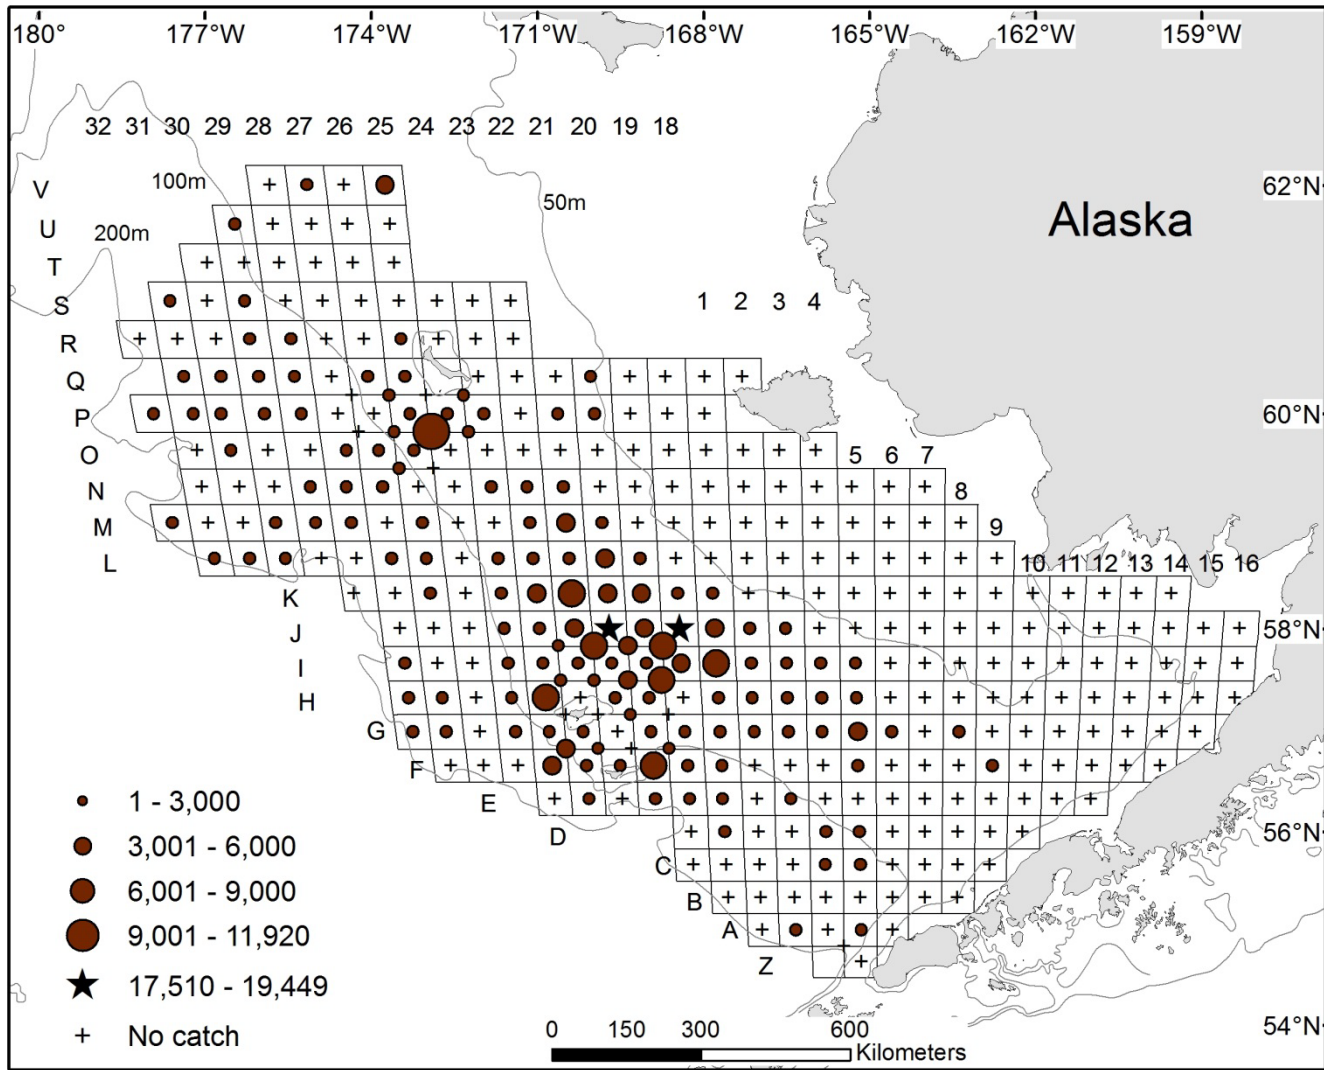 180° 177°W 174°W 171°W 168°W 165°W 162°W 159°W
32 31 30 29 28 27 26 25 24 23 22 21 20 19 18
V
100m
50m
62°N
U
Alaska
200m
T
S
1 2 3 4
R
Q
P
60°N
O
5 6 7
N
8
M
9
L
10 11 12 13 14 15 16
K
J
58°N
I
H
G
F
E
1 - 3,000
D
56°N
3,001 - 6,000
C
6,001 - 9,000
B
9,001 - 11,920
A
Z
17,510 - 19,449
No catch
54°N
0 150 300 600
Kilometers